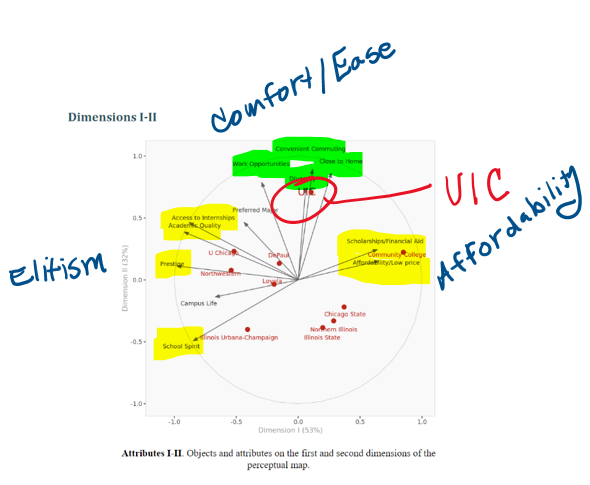 Comfort/Ease
Dimensions I-II
Convenient Commuting
Work Opportunities
Close to Home
UIC
UIC
Preferred Major
Access to Internships
Academic Quality
Affordability
Scholarships/Financial Aid
U Chicago
DePaul
Community College
Elitism
Prestige
Affordability/Low price
Northwestern
Loyola
Campus Life
Chicago State
Northern Illinois
Illinois Urbana-Champaign
Illinois State
School Spirit
1.0
0.5
0.0
-0.5
-1.0
Dimension II (32%)
-1.0 -0.5 0.0 0.5 1.0
Dimension I (53%)
Attributes I-II. Objects and attributes on the first and second dimensions of the
perceptual map.